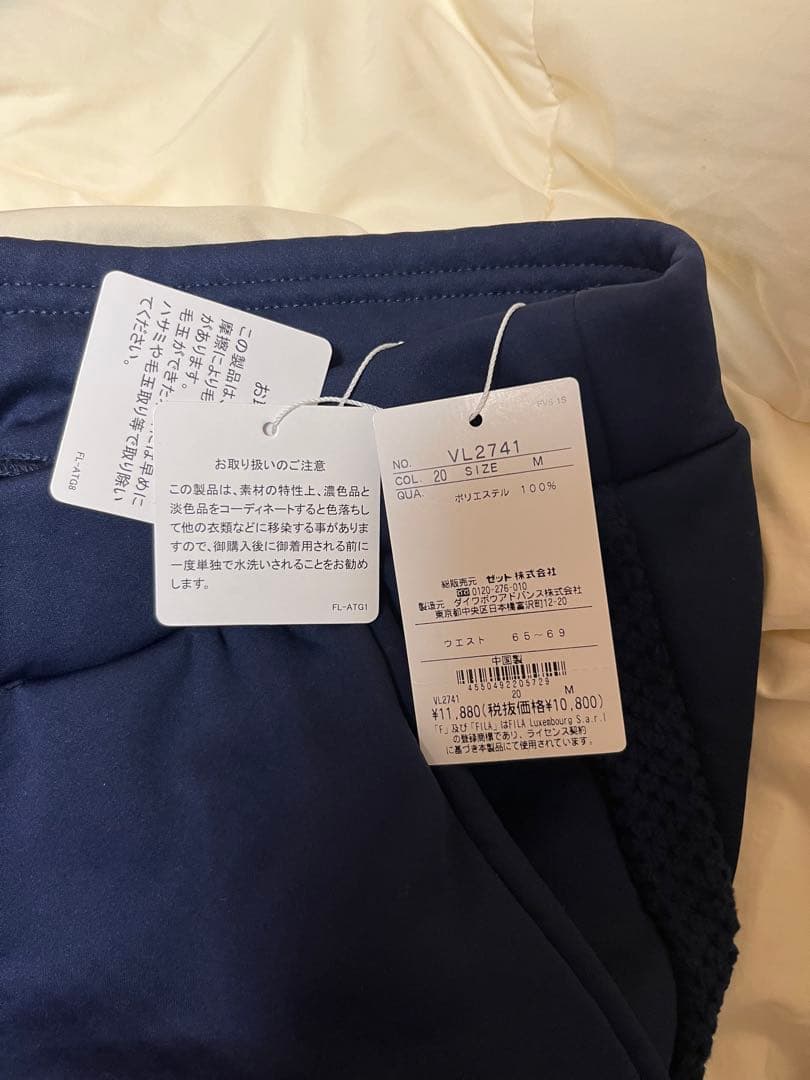 お取
この製品は、
摩擦により毛
があります。
毛玉ができた
には早めに
ハサミや毛玉取り等で取り除い
てください。
FL-ATG8
お取り扱いのご注意
この製品は、素材の特性上、濃色品と
淡色品をコーディネートすると色落ちし
て他の衣類などに移染する事がありま
すので、御購入後に御着用される前に
一度単独で水洗いされることをお勧め
します。
FL-ATG1
FVS-1S
NO. VL2741
COL. 20 SIZE M
QUA.
ポリエステル 100%
総販売元 ゼット株式会社
0120-276-010
製造元 ダイワボウアドバンス株式会社
東京都中央区日本橋富沢町12-20
ウエスト 65~69
中国製
4550492205729
VL2741 20 M
¥11,880(税抜価格¥10,800)
「F」及び「FILA」はFILA Luxembourg S.a.r.l
の登録商標であり、ライセンス契約
に基づき本製品にて使用されています。